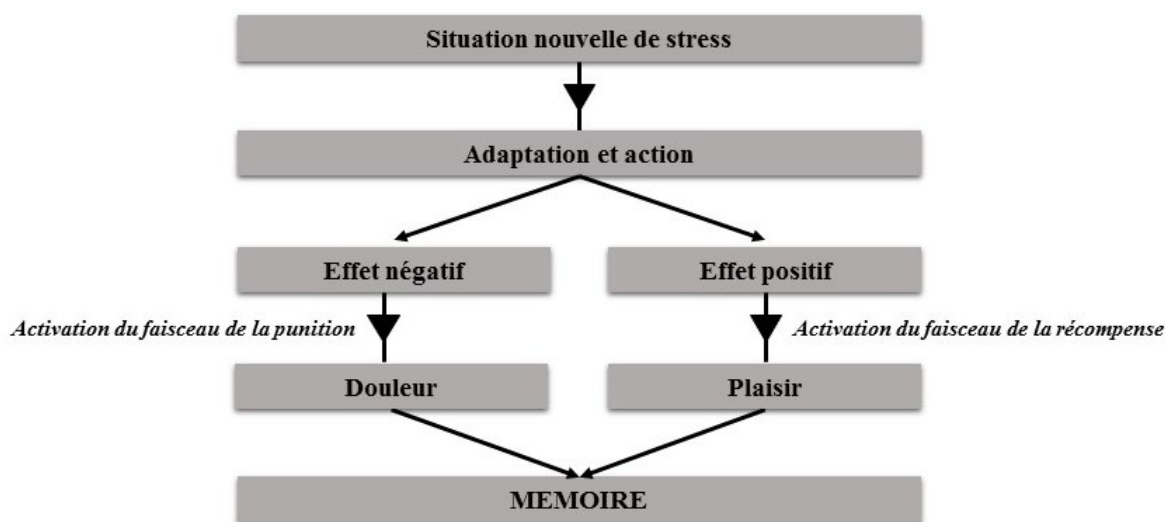 Situation nouvelle de stress
Adaptation et action
Effet négatif
Effet positif
Activation du faisceau de la punition
Activation du faisceau de la récompense
Douleur
Plaisir
MEMOIRE